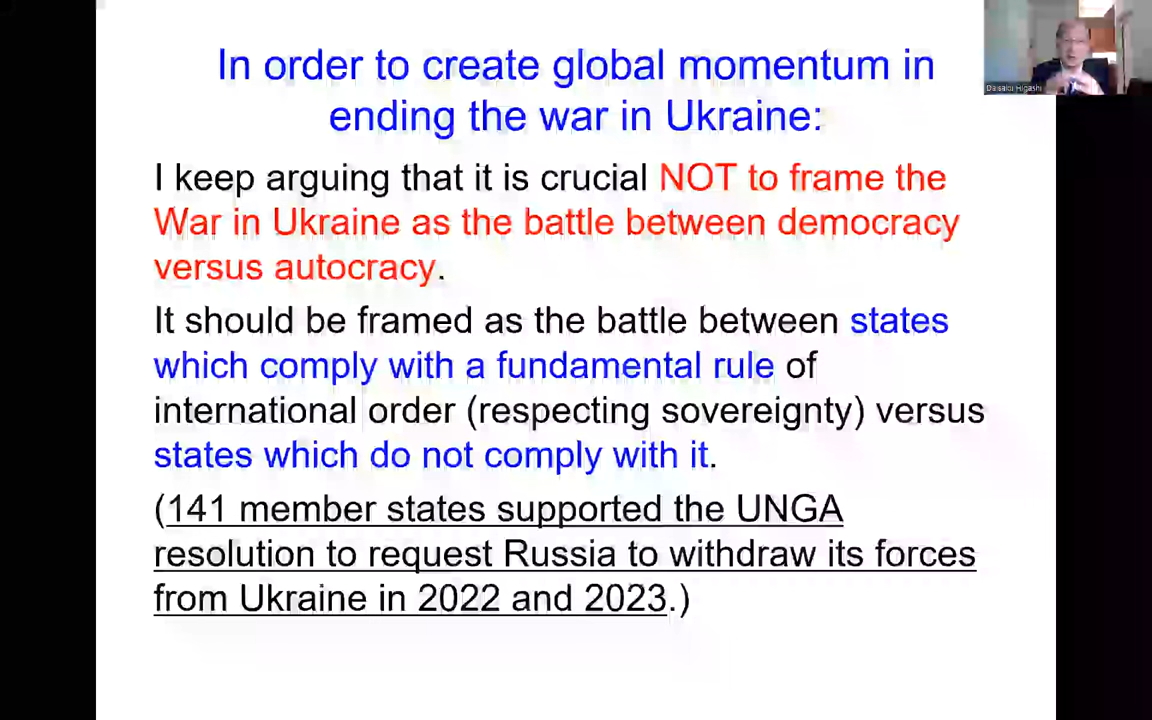 In order to create global momentum in
ending the war in Ukraine:
I keep arguing that it is crucial NOT to frame the
War in Ukraine as the battle between democracy
versus autocracy.
It should be framed as the battle between states
which comply with a fundamental rule of
international order (respecting sovereignty) versus
states which do not comply with it.
(141 member states supported the UNGA
resolution to request Russia to withdraw its forces
from Ukraine in 2022 and 2023.)
Daisaku Higashi